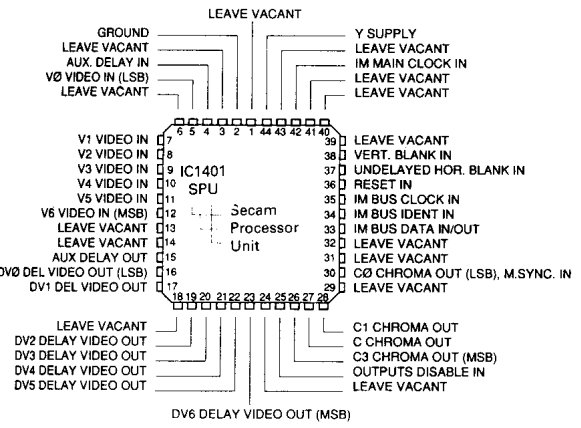 LEAVE VACANT
GROUND
LEAVE VACANT
AUX. DELAY IN
VØ VIDEO IN (LSB)
LEAVE VACANT
Y SUPPLY
LEAVE VACANT
IM MAIN CLOCK IN
LEAVE VACANT
LEAVE VACANT
6 5 4 3 2 1 44 43 42 41 40
V1 VIDEO IN 7
V2 VIDEO IN 8
V3 VIDEO IN 9
V4 VIDEO IN 10
V5 VIDEO IN 11
V6 VIDEO IN (MSB) 12
LEAVE VACANT 13
LEAVE VACANT 14
AUX DELAY OUT 15
DVØ DEL VIDEO OUT (LSB) 16
DV1 DEL VIDEO OUT 17
IC1401
SPU
Secam
Processor
Unit
39 LEAVE VACANT
38 VERT. BLANK IN
37 UNDELAYED HOR. BLANK IN
36 RESET IN
35 IM BUS CLOCK IN
34 IM BUS IDENT IN
33 IM BUS DATA IN/OUT
32 LEAVE VACANT
31 LEAVE VACANT
30 CØ CHROMA OUT (LSB), M.SYNC. IN
29 LEAVE VACANT
18 19 20 21 22 23 24 25 26 27 28
LEAVE VACANT
DV2 DELAY VIDEO OUT
DV3 DELAY VIDEO OUT
DV4 DELAY VIDEO OUT
DV5 DELAY VIDEO OUT
C1 CHROMA OUT
C CHROMA OUT
C3 CHROMA OUT (MSB)
OUTPUTS DISABLE IN
LEAVE VACANT
DV6 DELAY VIDEO OUT (MSB)